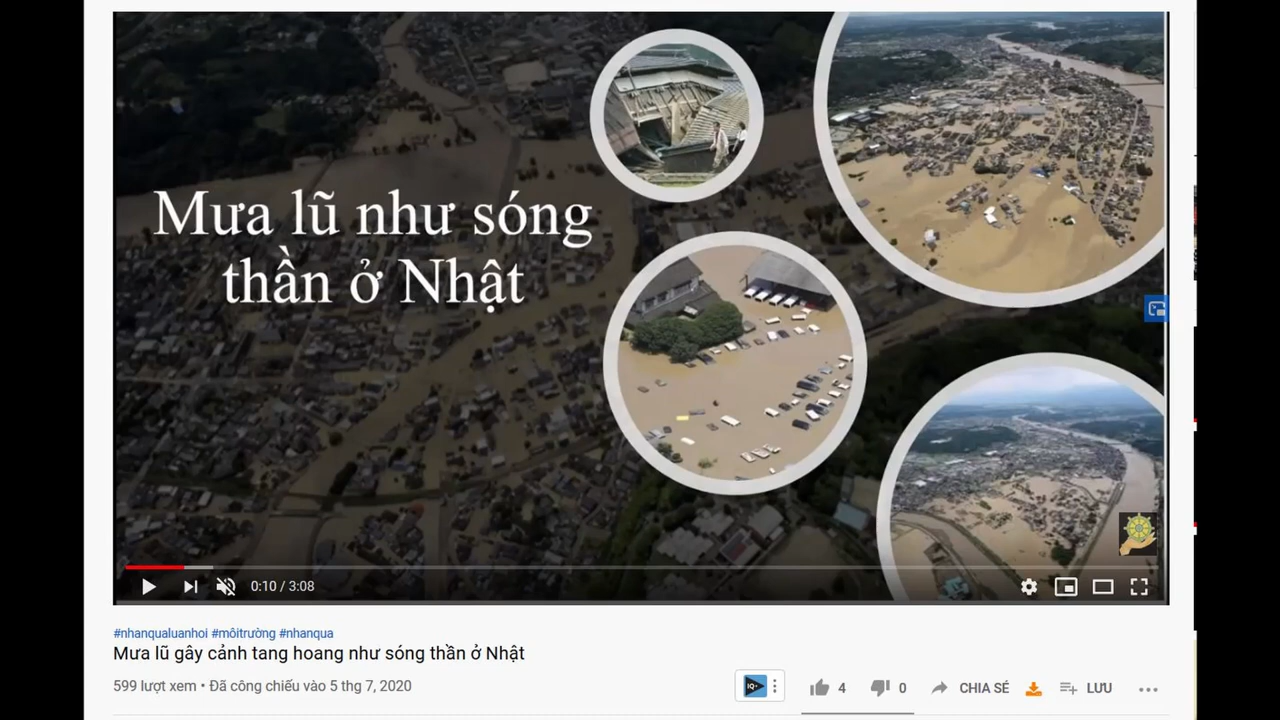 Mưa lũ như sóng
thần ở Nhật
0:10 / 3:08
#nhanqualuanhoi #môitrường #nhanqua
Mưa lũ gây cảnh tang hoang như sóng thần ở Nhật
599 lượt xem • Đã công chiếu vào 5 thg 7, 2020
IQ
4
0
CHIA SẺ
LƯU